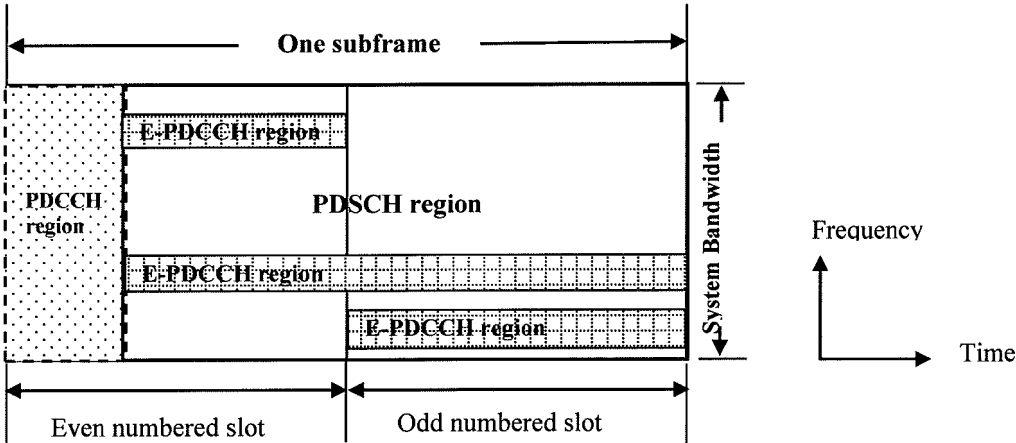 One subframe
E-PDCCH region
PDCCH
region
PDSCH region
System Bandwidth
Frequency
E-PDCCH region
E-PDCCH region
Time
Even numbered slot
Odd numbered slot